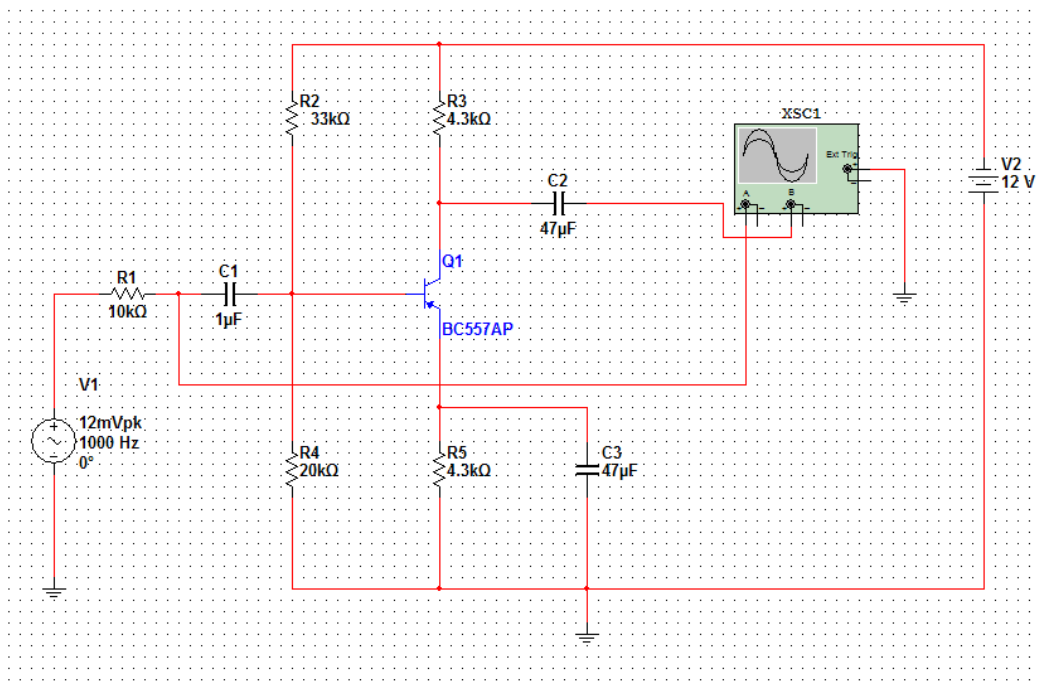 XSC1
Ext Trig
+
−
A
B
+ −
+ −
V2
12 V
R2
33kΩ
R3
4.3kΩ
C2
47µF
Q1
BC557AP
R1
10kΩ
C1
1µF
V1
12mVpk
1000 Hz
0°
+
−
R4
20kΩ
R5
4.3kΩ
C3
47µF